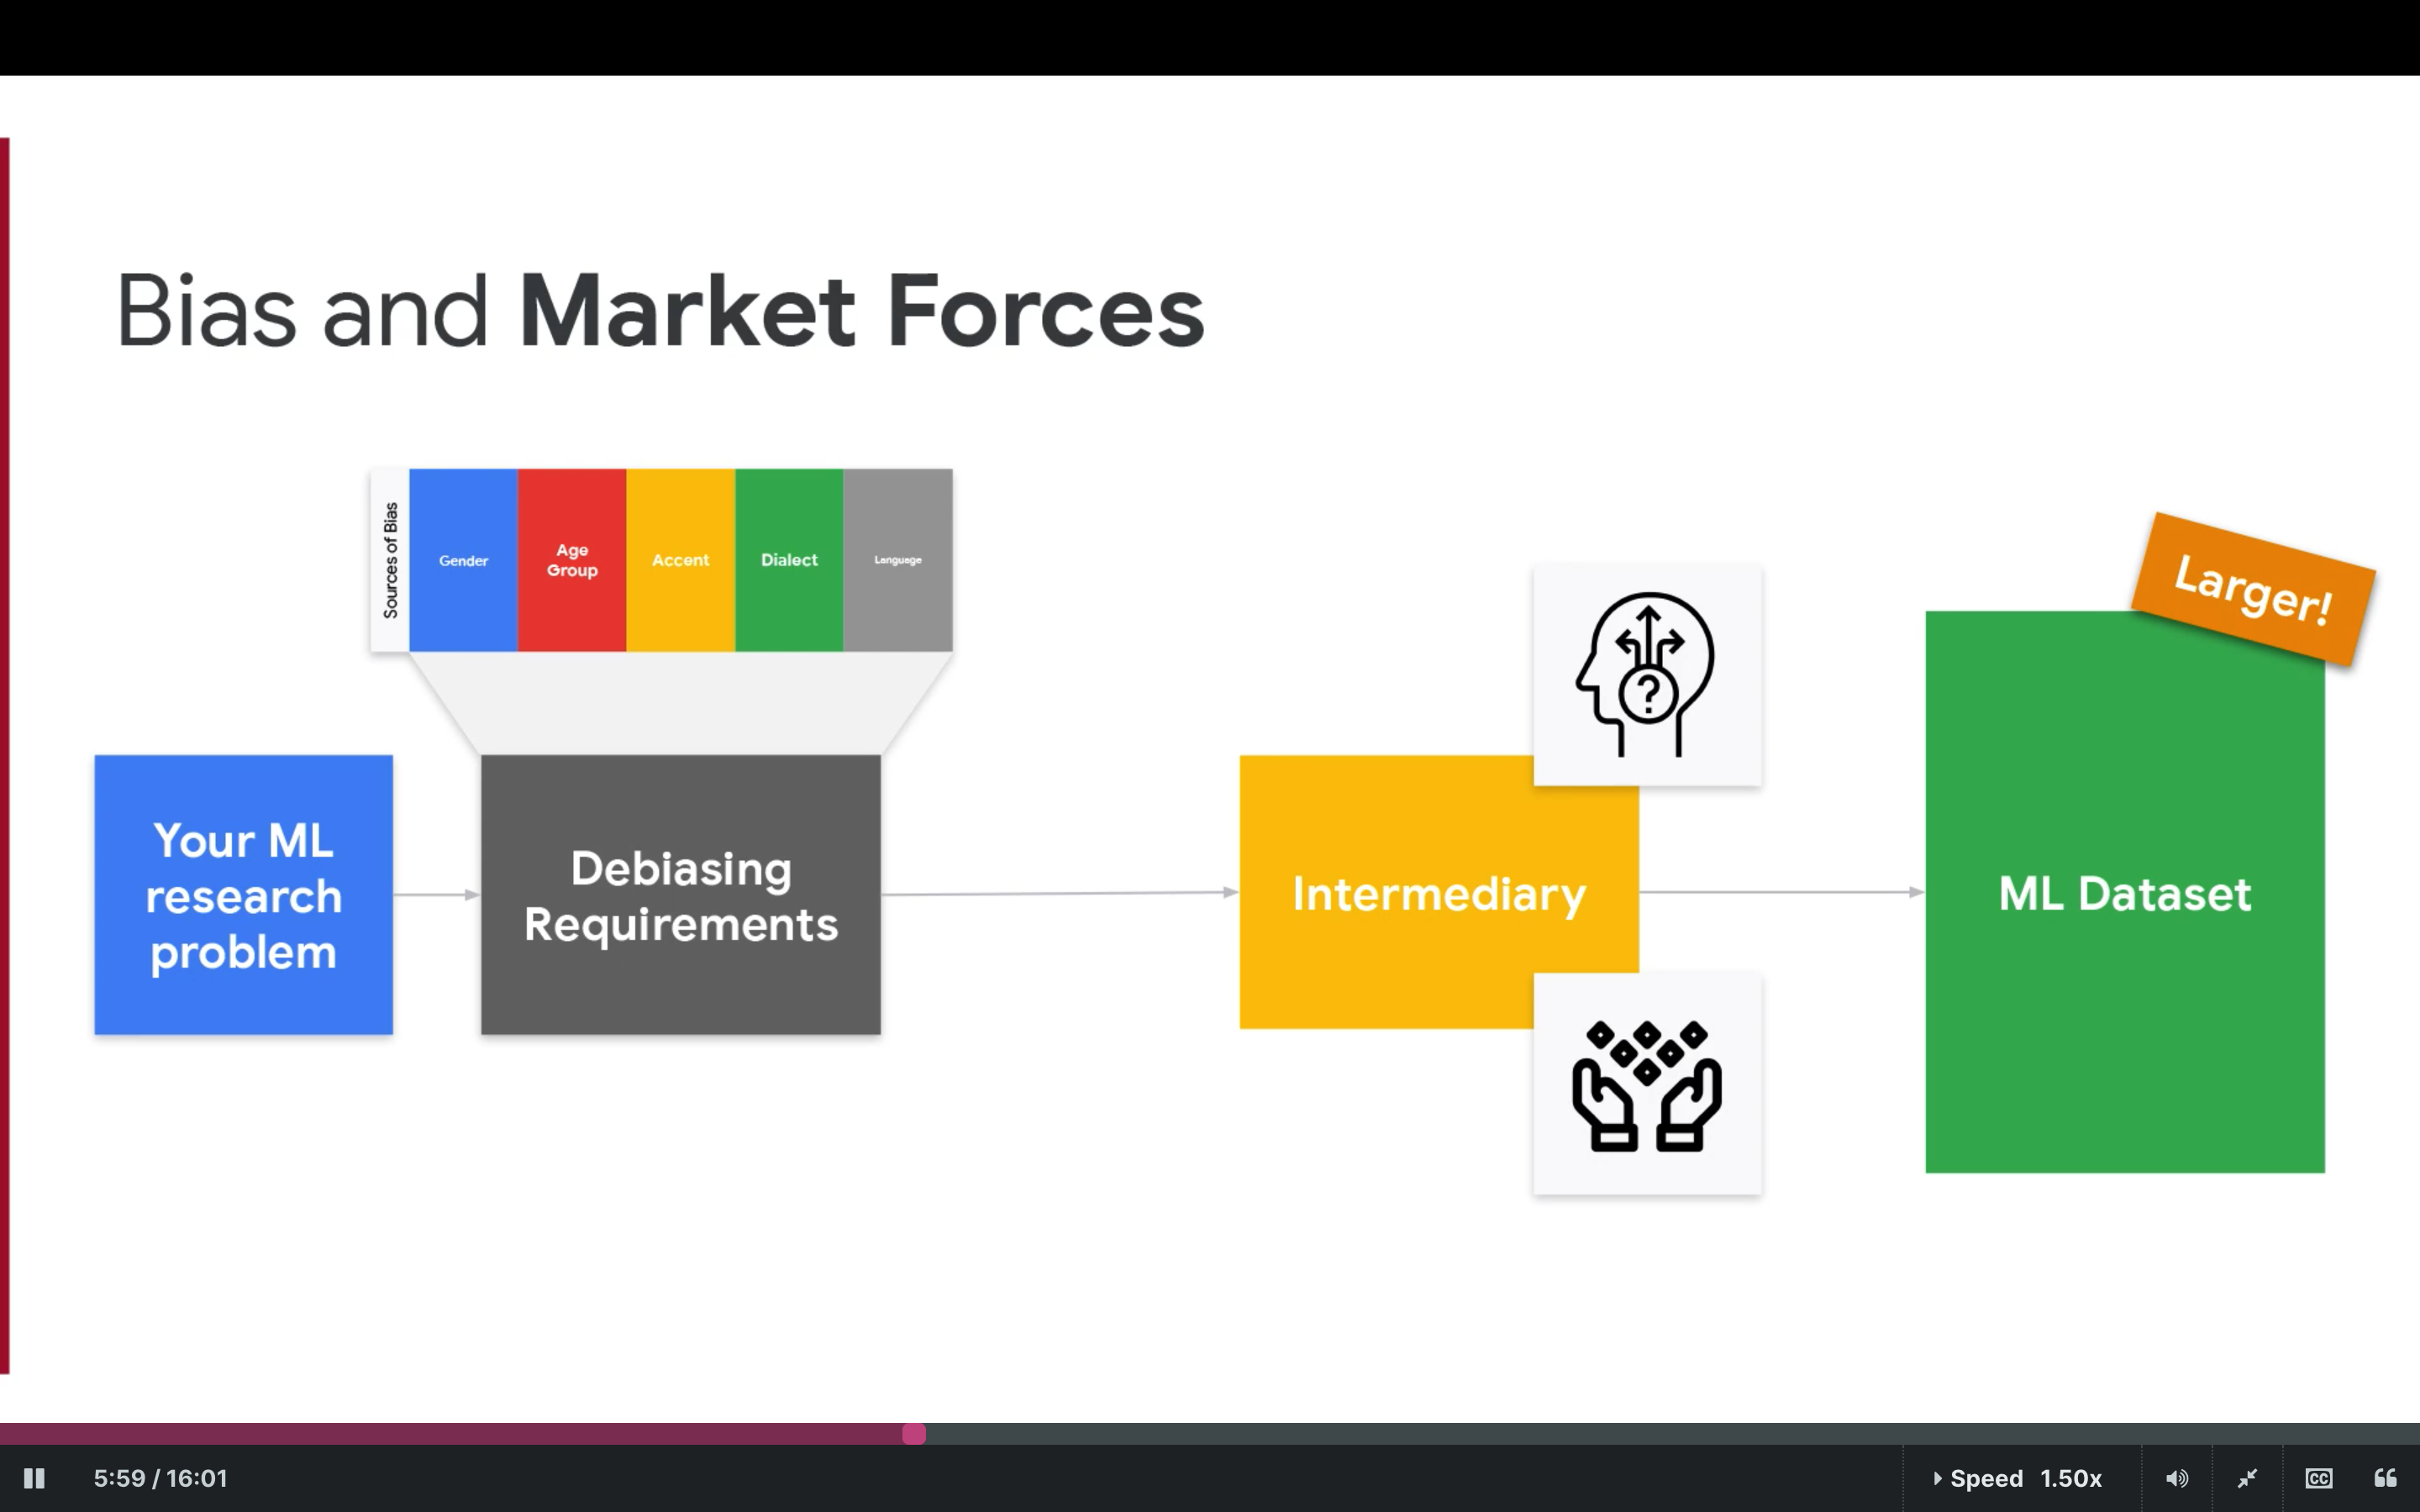 Bias and Market Forces
Sources of Bias
Gender
Age
Group
Accent
Dialect
Language
Your ML
research
problem
Debiasing
Requirements
?
Intermediary
Larger!
ML Dataset
5:59 / 16:01
Speed 1.50x
CC